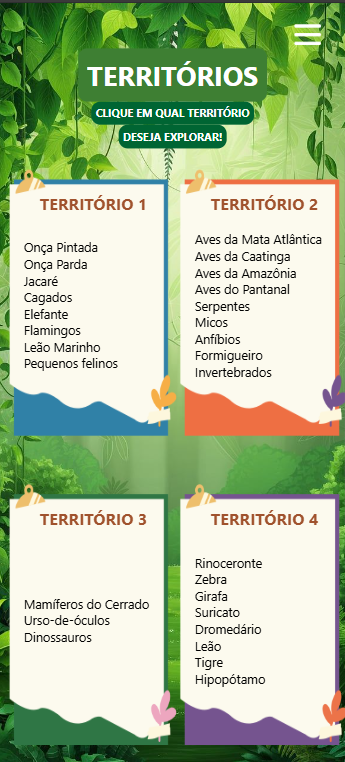 TERRITÓRIOS
CLIQUE EM QUAL TERRITÓRIO
DESEJA EXPLORAR!
TERRITÓRIO 1
Onça Pintada
Onça Parda
Jacaré
Cagados
Elefante
Flamingos
Leão Marinho
Pequenos felinos
TERRITÓRIO 2
Aves da Mata Atlântica
Aves da Caatinga
Aves da Amazônia
Aves do Pantanal
Serpentes
Micos
Anfíbios
Formigueiro
Invertebrados
TERRITÓRIO 3
Mamíferos do Cerrado
Urso-de-óculos
Dinossauros
TERRITÓRIO 4
Rinoceronte
Zebra
Girafa
Suricato
Dromedário
Leão
Tigre
Hipopótamo